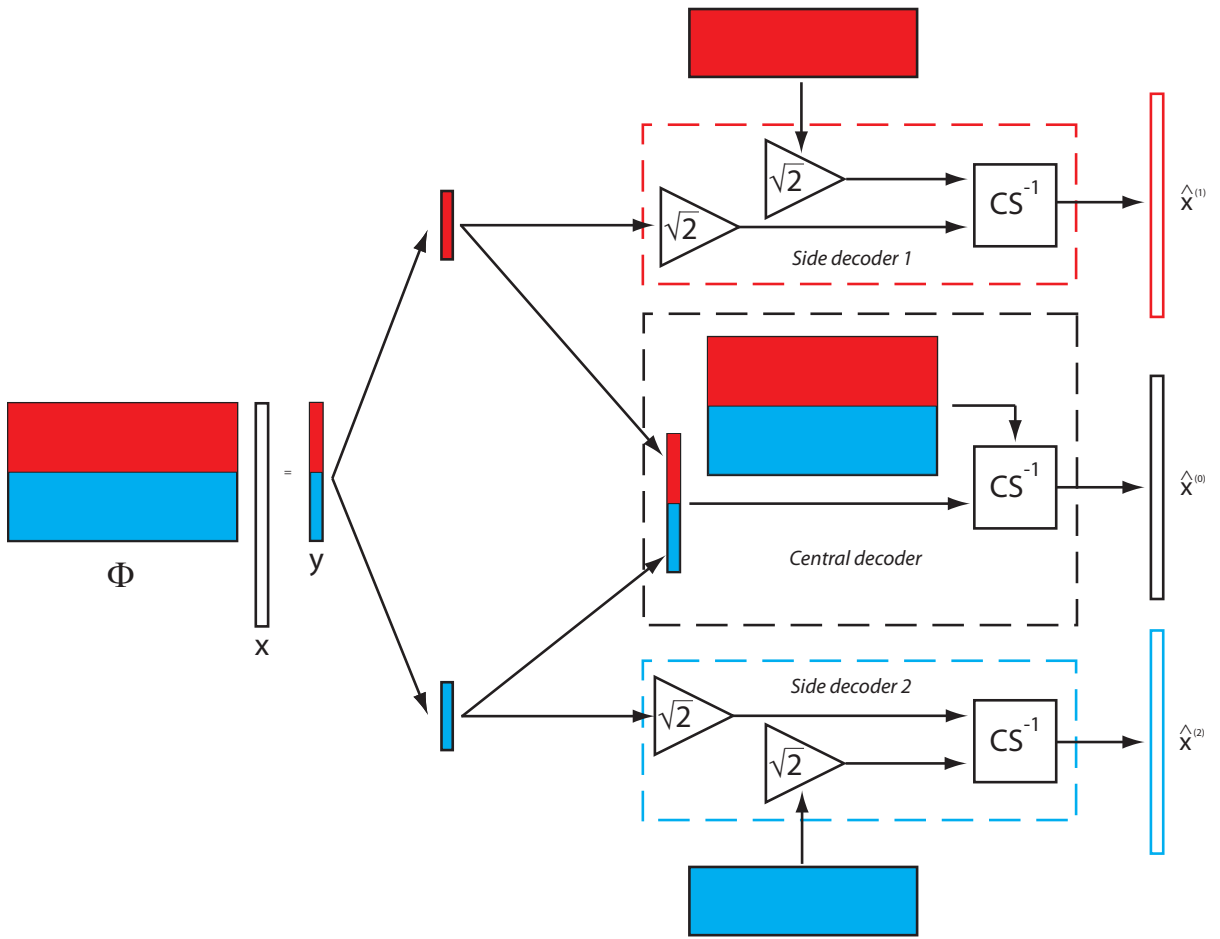 √2
CS⁻¹
x̂⁽¹⁾
√2
Side decoder 1
Φ
x
=
y
CS⁻¹
x̂⁽⁰⁾
Central decoder
Side decoder 2
√2
CS⁻¹
x̂⁽²⁾
√2